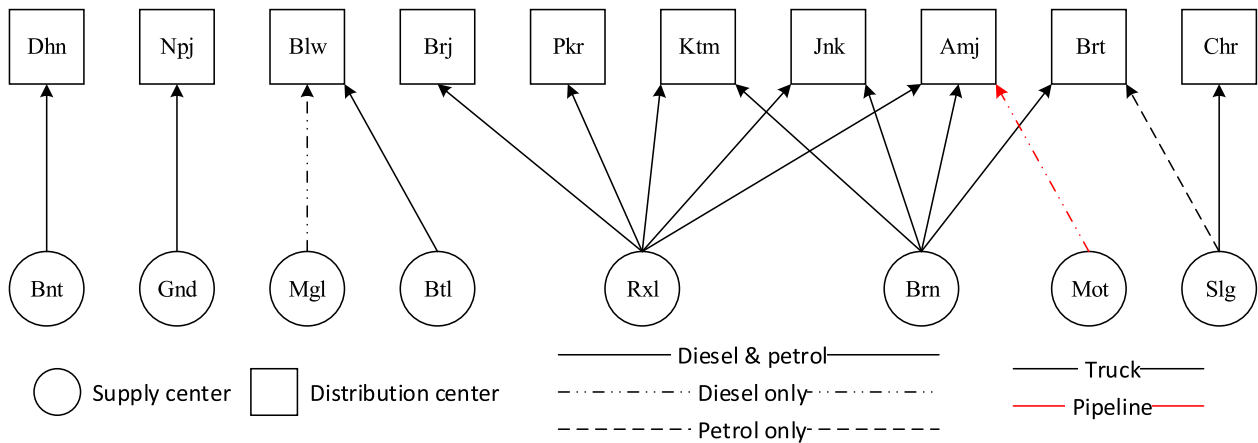 Dhn Npj Blw Brj Pkr Ktm Jnk Amj Brt Chr
Bnt Gnd Mgl Btl Rxl Brn Mot Slg
Diesel & petrol
Truck
Supply center Distribution center Diesel only
Pipeline
Petrol only